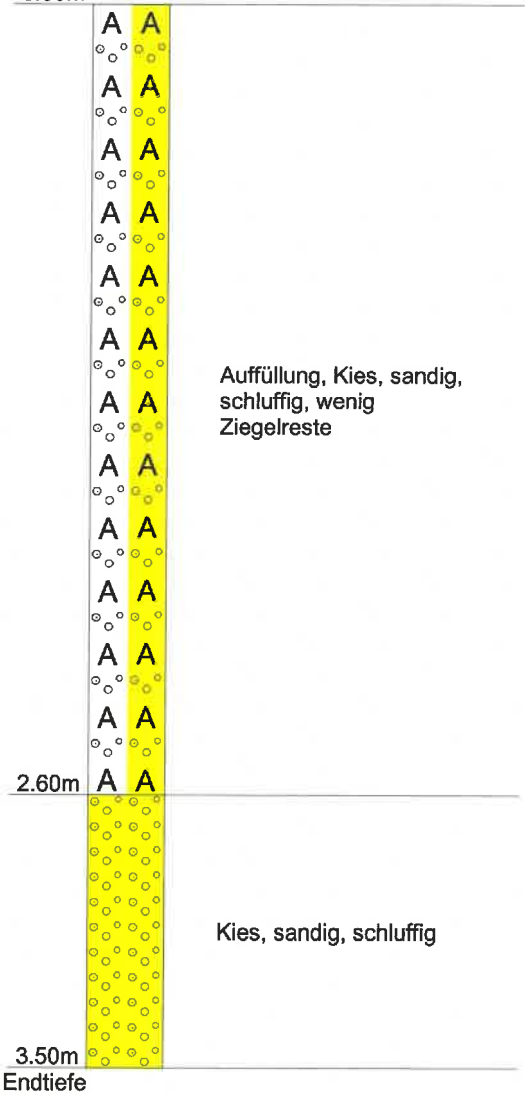 A A
A A
A A
A A
A A
A A
Auffüllung, Kies, sandig,
schluffig, wenig
Ziegelreste
A A
A A
A A
A A
A A
A A
2.60m A A
Kies, sandig, schluffig
3.50m
Endtiefe